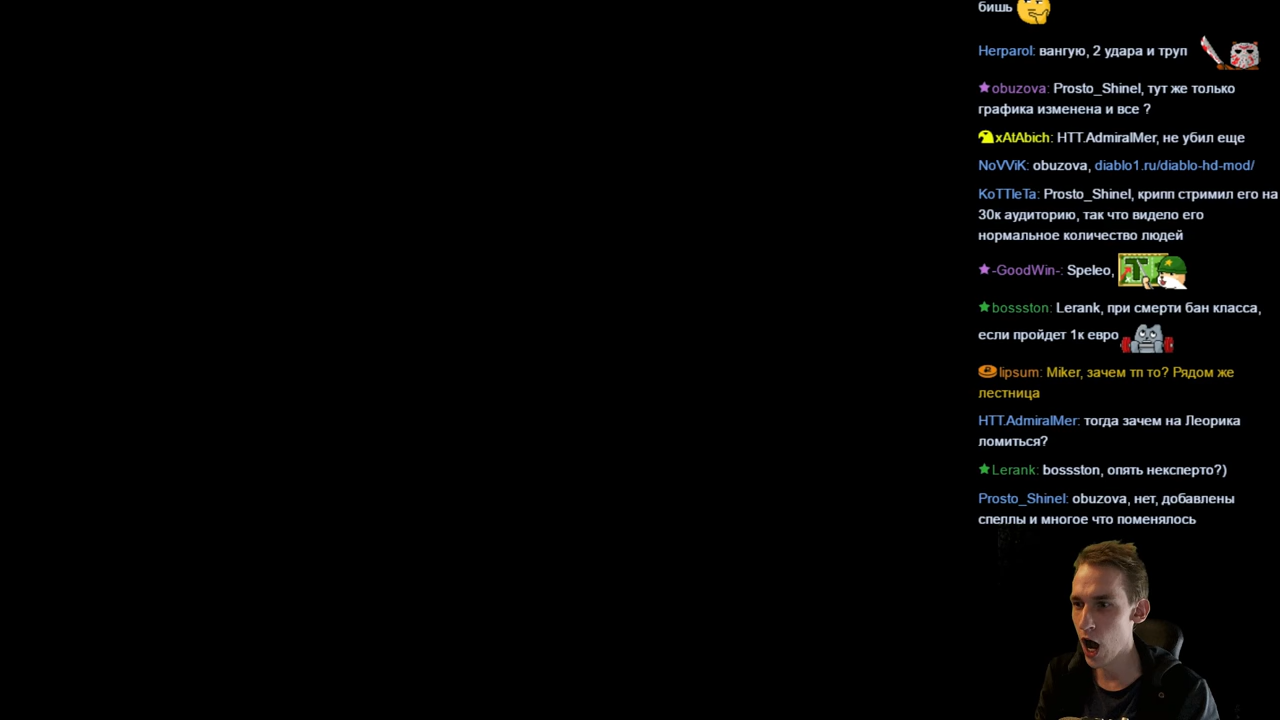 бишь
Herparol: вангую, 2 удара и труп
obuzova: Prosto_Shinel, тут же только
графика изменена и все ?
xAtAbich: HTT.AdmiralMer, не убил еще
NoVViK: obuzova, diablo1.ru/diablo-hd-mod/
KoTTleTa: Prosto_Shinel, крипп стримил его на
30к аудиторию, так что видело его
нормальное количество людей
-GoodWin-: Speleo,
bossston: Lerank, при смерти бан класса,
если пройдет 1к евро
lipsum: Miker, зачем тп то? Рядом же
лестница
HTT.AdmiralMer: тогда зачем на Леорика
ломиться?
Lerank: bossston, опять нексперто?)
Prosto_Shinel: obuzova, нет, добавлены
спеллы и многое что поменялось